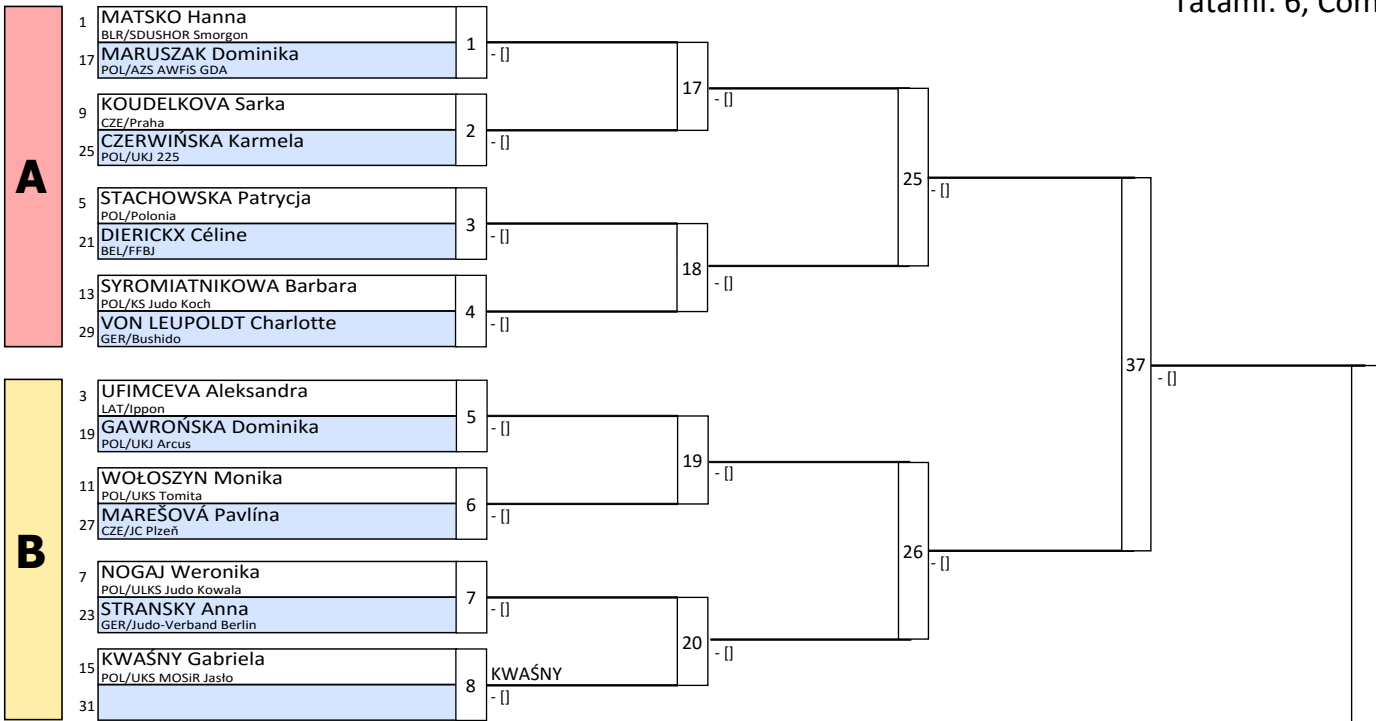 Tatami: 6, Com
A
1 MATSKO Hanna
BLR/SDUSHOR Smorgon
17 MARUSZAK Dominika
POL/AZS AWFiS GDA
1
- []
9 KOUDELKOVA Sarka
CZE/Praha
25 CZERWIŃSKA Karmela
POL/UKJ 225
2
- []
17
- []
5 STACHOWSKA Patrycja
POL/Polonia
21 DIERICKX Céline
BEL/FFBJ
3
- []
13 SYROMIATNIKOWA Barbara
POL/KS Judo Koch
29 VON LEUPOLDT Charlotte
GER/Bushido
4
- []
18
- []
25
- []
B
3 UFIMCEVA Aleksandra
LAT/Ippon
19 GAWROŃSKA Dominika
POL/UKJ Arcus
5
- []
11 WOŁOSZYN Monika
POL/UKS Tomita
27 MAREŠOVÁ Pavlína
CZE/JC Plzeň
6
- []
19
- []
7 NOGAJ Weronika
POL/ULKS Judo Kowala
23 STRANSKY Anna
GER/Judo-Verband Berlin
7
- []
15 KWAŚNY Gabriela
POL/UKS MOSiR Jasło
31
8
KWAŚNY
- []
20
- []
26
- []
37
- []